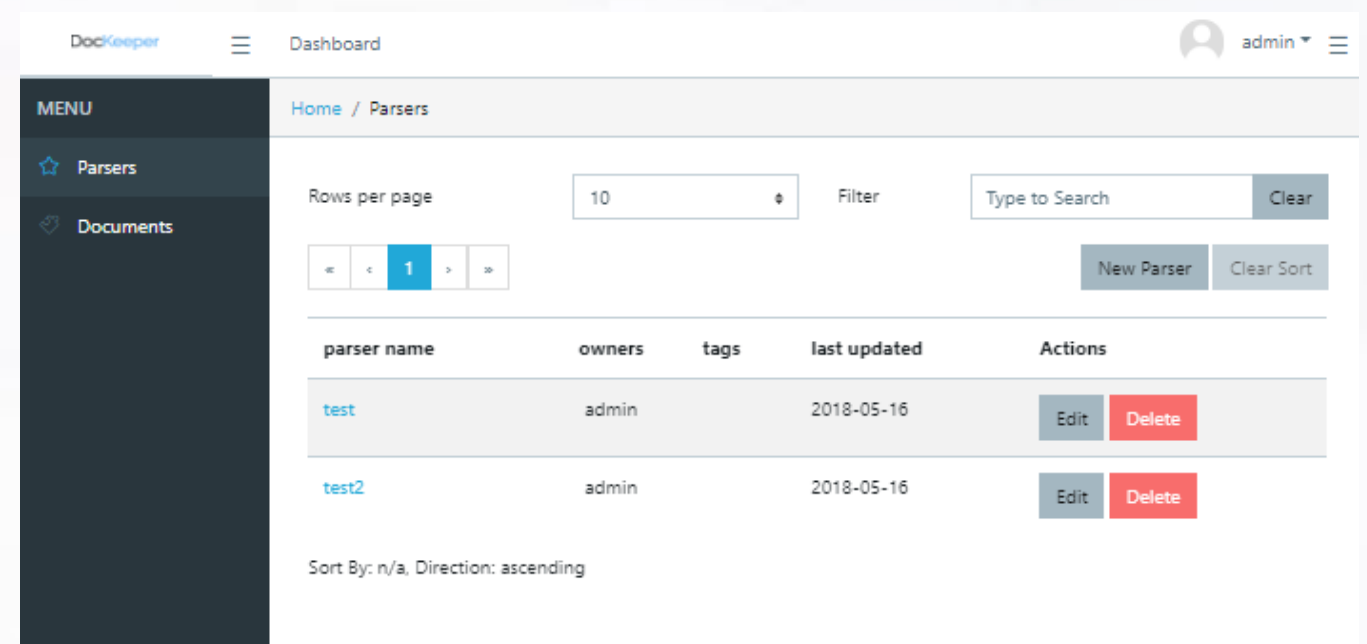 DocKeeper Dashboard admin
MENU Home / Parsers
Parsers
Rows per page 10 Filter Type to Search Clear
Documents
« ‹ 1 › » New Parser Clear Sort
parser name owners tags last updated Actions
test admin 2018-05-16 Edit Delete
test2 admin 2018-05-16 Edit Delete
Sort By: n/a, Direction: ascending